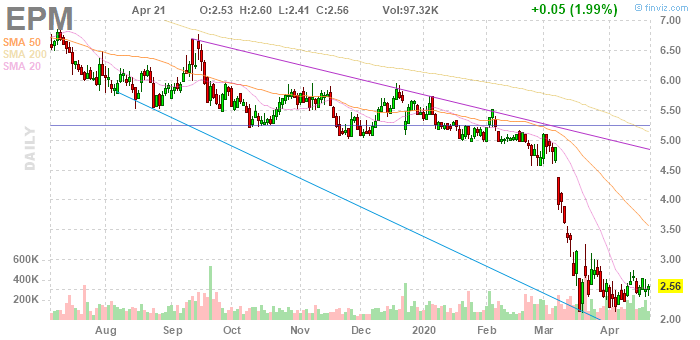 EPM Apr 21 O:2.53 H:2.60 L:2.41 C:2.56 Vol:97.32K +0.05 (1.99%)
© finviz.com
SMA 50
SMA 200
SMA 20
DAILY
7.00
6.50
6.00
5.50
5.00
4.50
4.00
3.50
3.00
2.56
2.00
600K
400K
200K
Aug Sep Oct Nov Dec 2020 Feb Mar Apr